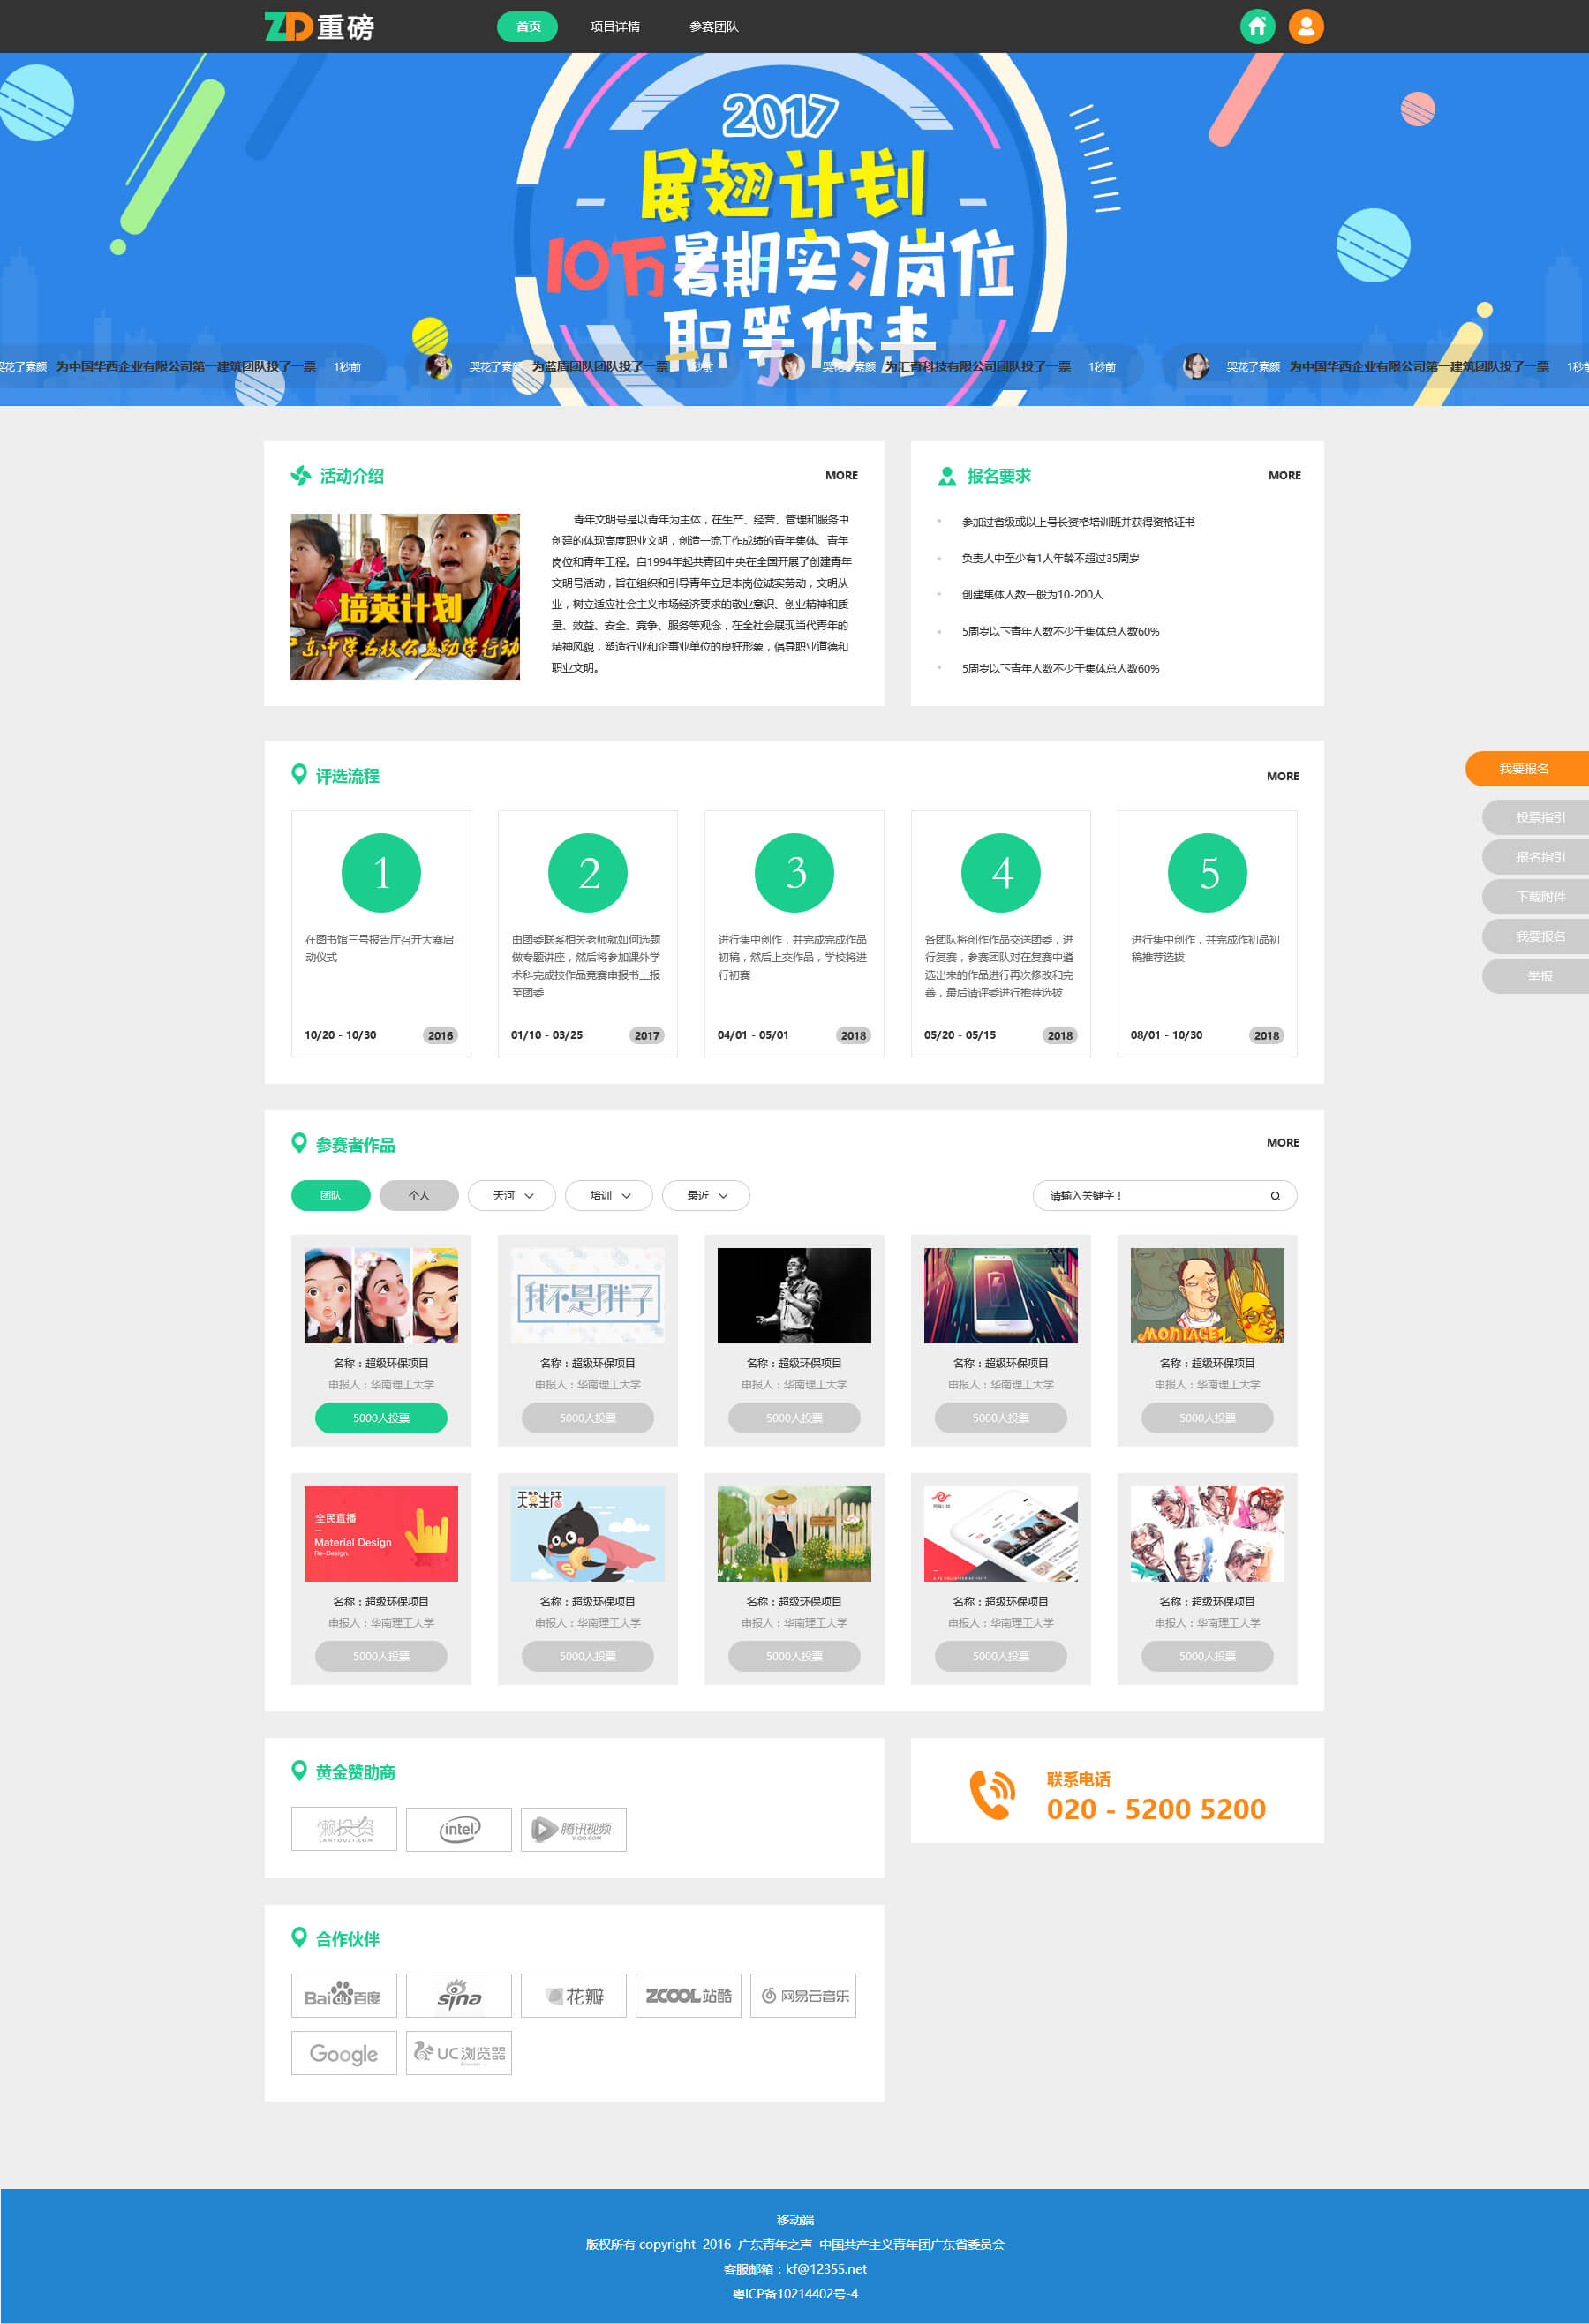 ZD重磅
首页
项目详情
参赛团队
2017
展翅计划
10万暑期实习岗位
职等你来
哭花了素颜 为中国华西企业有限公司第一建筑团队投了一票 1秒前
哭花了素颜 为蓝盾团队团队投了一票 1秒前
哭花了素颜 为汇青科技有限公司团队投了一票 1秒前
哭花了素颜 为中国华西企业有限公司第一建筑团队投了一票 1秒前
活动介绍
MORE
培英计划
广东中学名校公益助学行动
青年文明号是以青年为主体，在生产、经营、管理和服务中
创建的体现高度职业文明，创造一流工作成绩的青年集体、青年
岗位和青年工程。自1994年起共青团中央在全国开展了创建青年
文明号活动，旨在组织和引导青年立足本岗位诚实劳动，文明从
业，树立适应社会主义市场经济要求的敬业意识、创业精神和质
量、效益、安全、竞争、服务等观念，在全社会展现当代青年的
精神风貌，塑造行业和企事业单位的良好形象，倡导职业道德和
职业文明。
报名要求
MORE
参加过省级或以上号长资格培训班并获得资格证书
负责人中至少有1人年龄不超过35周岁
创建集体人数一般为10-200人
5周岁以下青年人数不少于集体总人数60%
5周岁以下青年人数不少于集体总人数60%
评选流程
MORE
1
在图书馆三号报告厅召开大赛启
动仪式
10/20 - 10/30
2016
2
由团委联系相关老师就如何选题
做专题讲座，然后将参加课外学
术科完成技作品竞赛申报书上报
至团委
01/10 - 03/25
2017
3
进行集中创作，并完成完成作品
初稿，然后上交作品，学校将进
行初赛
04/01 - 05/01
2018
4
各团队将创作作品交送团委，进
行复赛，参赛团队对在复赛中遴
选出来的作品进行再次修改和完
善，最后请评委进行推荐选拔
05/20 - 05/15
2018
5
进行集中创作，并完成作初品初
稿推荐选拔
08/01 - 10/30
2018
我要报名
投票指引
报名指引
下载附件
我要报名
举报
参赛者作品
MORE
团队
个人
天河
培训
最近
请输入关键字！
我不是胖子
MONTAGE
名称：超级环保项目
申报人：华南理工大学
5000人投票
名称：超级环保项目
申报人：华南理工大学
5000人投票
名称：超级环保项目
申报人：华南理工大学
5000人投票
名称：超级环保项目
申报人：华南理工大学
5000人投票
名称：超级环保项目
申报人：华南理工大学
5000人投票
全民直播
Material Design
Re-Design.
名称：超级环保项目
申报人：华南理工大学
5000人投票
名称：超级环保项目
申报人：华南理工大学
5000人投票
名称：超级环保项目
申报人：华南理工大学
5000人投票
名称：超级环保项目
申报人：华南理工大学
5000人投票
名称：超级环保项目
申报人：华南理工大学
5000人投票
黄金赞助商
懒投资
LANTOUZI.COM
intel
腾讯视频
V.QQ.COM
联系电话
020 - 5200 5200
合作伙伴
Baidu百度
sina
花瓣
ZCOOL站酷
网易云音乐
Google
UC浏览器
移动端
版权所有 copyright 2016 广东青年之声 中国共产主义青年团广东省委员会
客服邮箱：kf@12355.net
粤ICP备10214402号-4